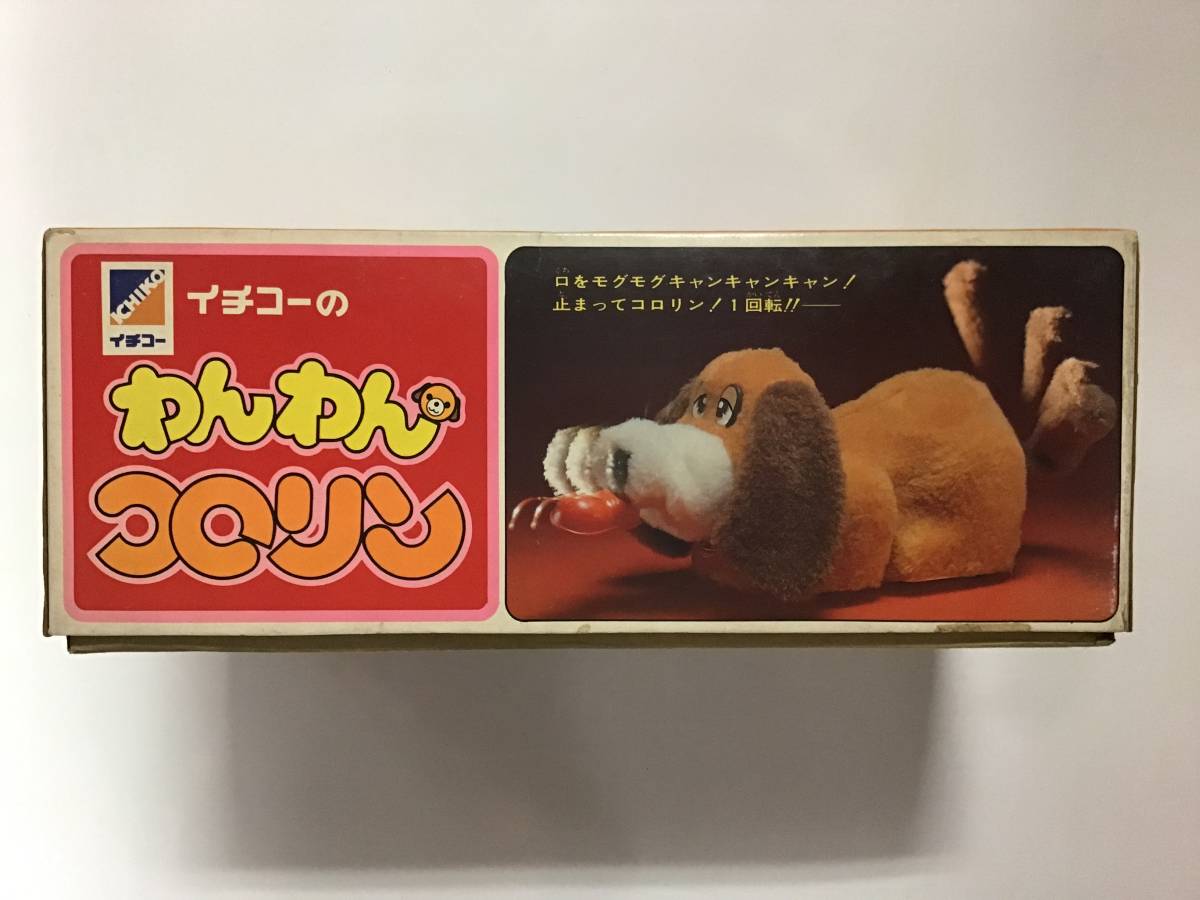 ICHIKO
イチコー
イチコーの
わんわん
コロリン
口をモグモグキャンキャンキャン!
止まってコロリン!1回転!!——